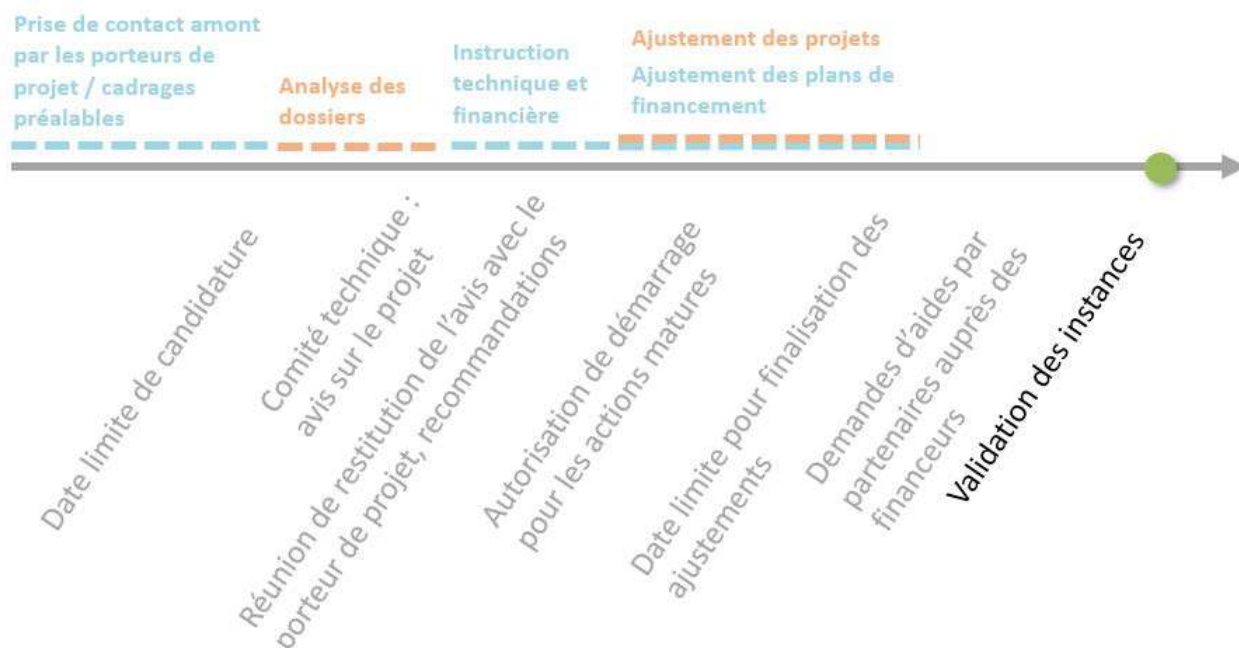 Prise de contact amont
par les porteurs de
projet / cadrages
préalables
Analyse des
dossiers
Instruction
technique et
financière
Ajustement des projets
Ajustement des plans de
financement
Date limite de candidature
Comité technique :
avis sur le projet
Réunion de restitution de l'avis avec le
porteur de projet, recommandations
Autorisation de démarrage
pour les actions matures
Date limite pour finalisation des
ajustements
Demandes d'aides par
partenaires auprès des
financeurs
Validation des instances